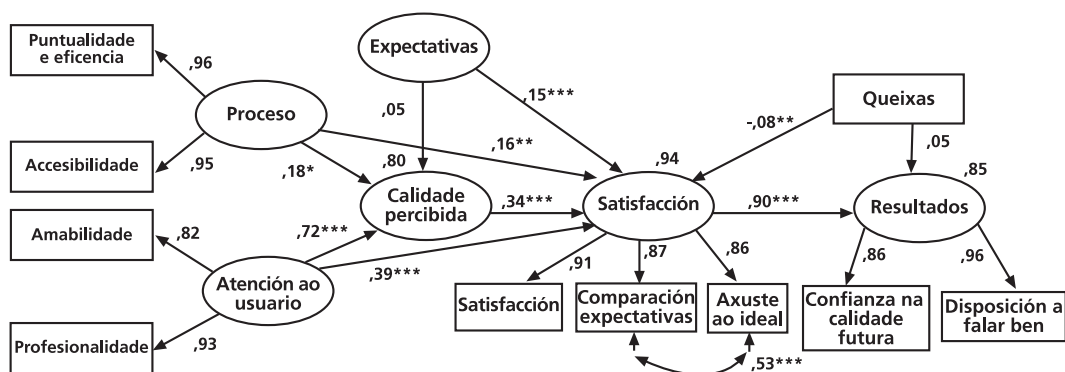 Puntualidade
e eficencia
,96
Proceso
Accesibilidade
,95
Expectativas
,05
,15***
,16**
,18*
,80
Calidade
percibida
,34***
Amabilidade
,82
,72***
Atención ao
usuario
,39***
Profesionalidade
,93
,94
Satisfacción
-,08**
Queixas
,05
,85
,90***
Resultados
,91
,87
,86
Satisfacción
Comparación
expectativas
Axuste
ao ideal
,53***
,86
,96
Confianza na
calidade
futura
Disposición a
falar ben